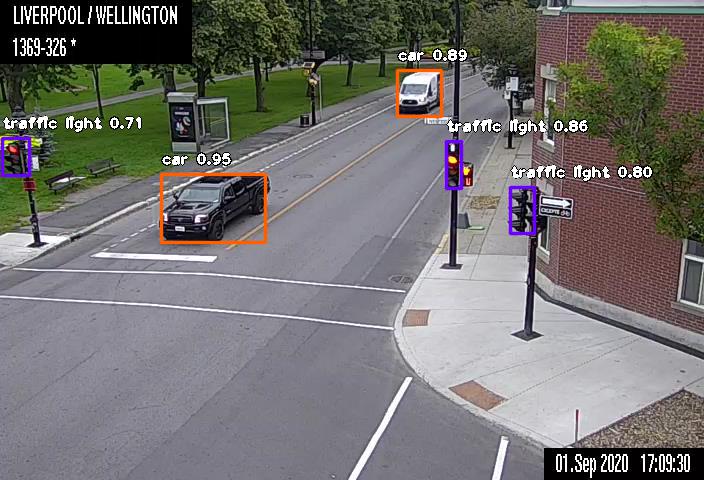 LIVERPOOL / WELLINGTON
1369-326 *
car 0.89
traffic light 0.71
traffic light 0.86
car 0.95
traffic light 0.80
EXCEPTÉ
01.Sep 2020 17:09:30